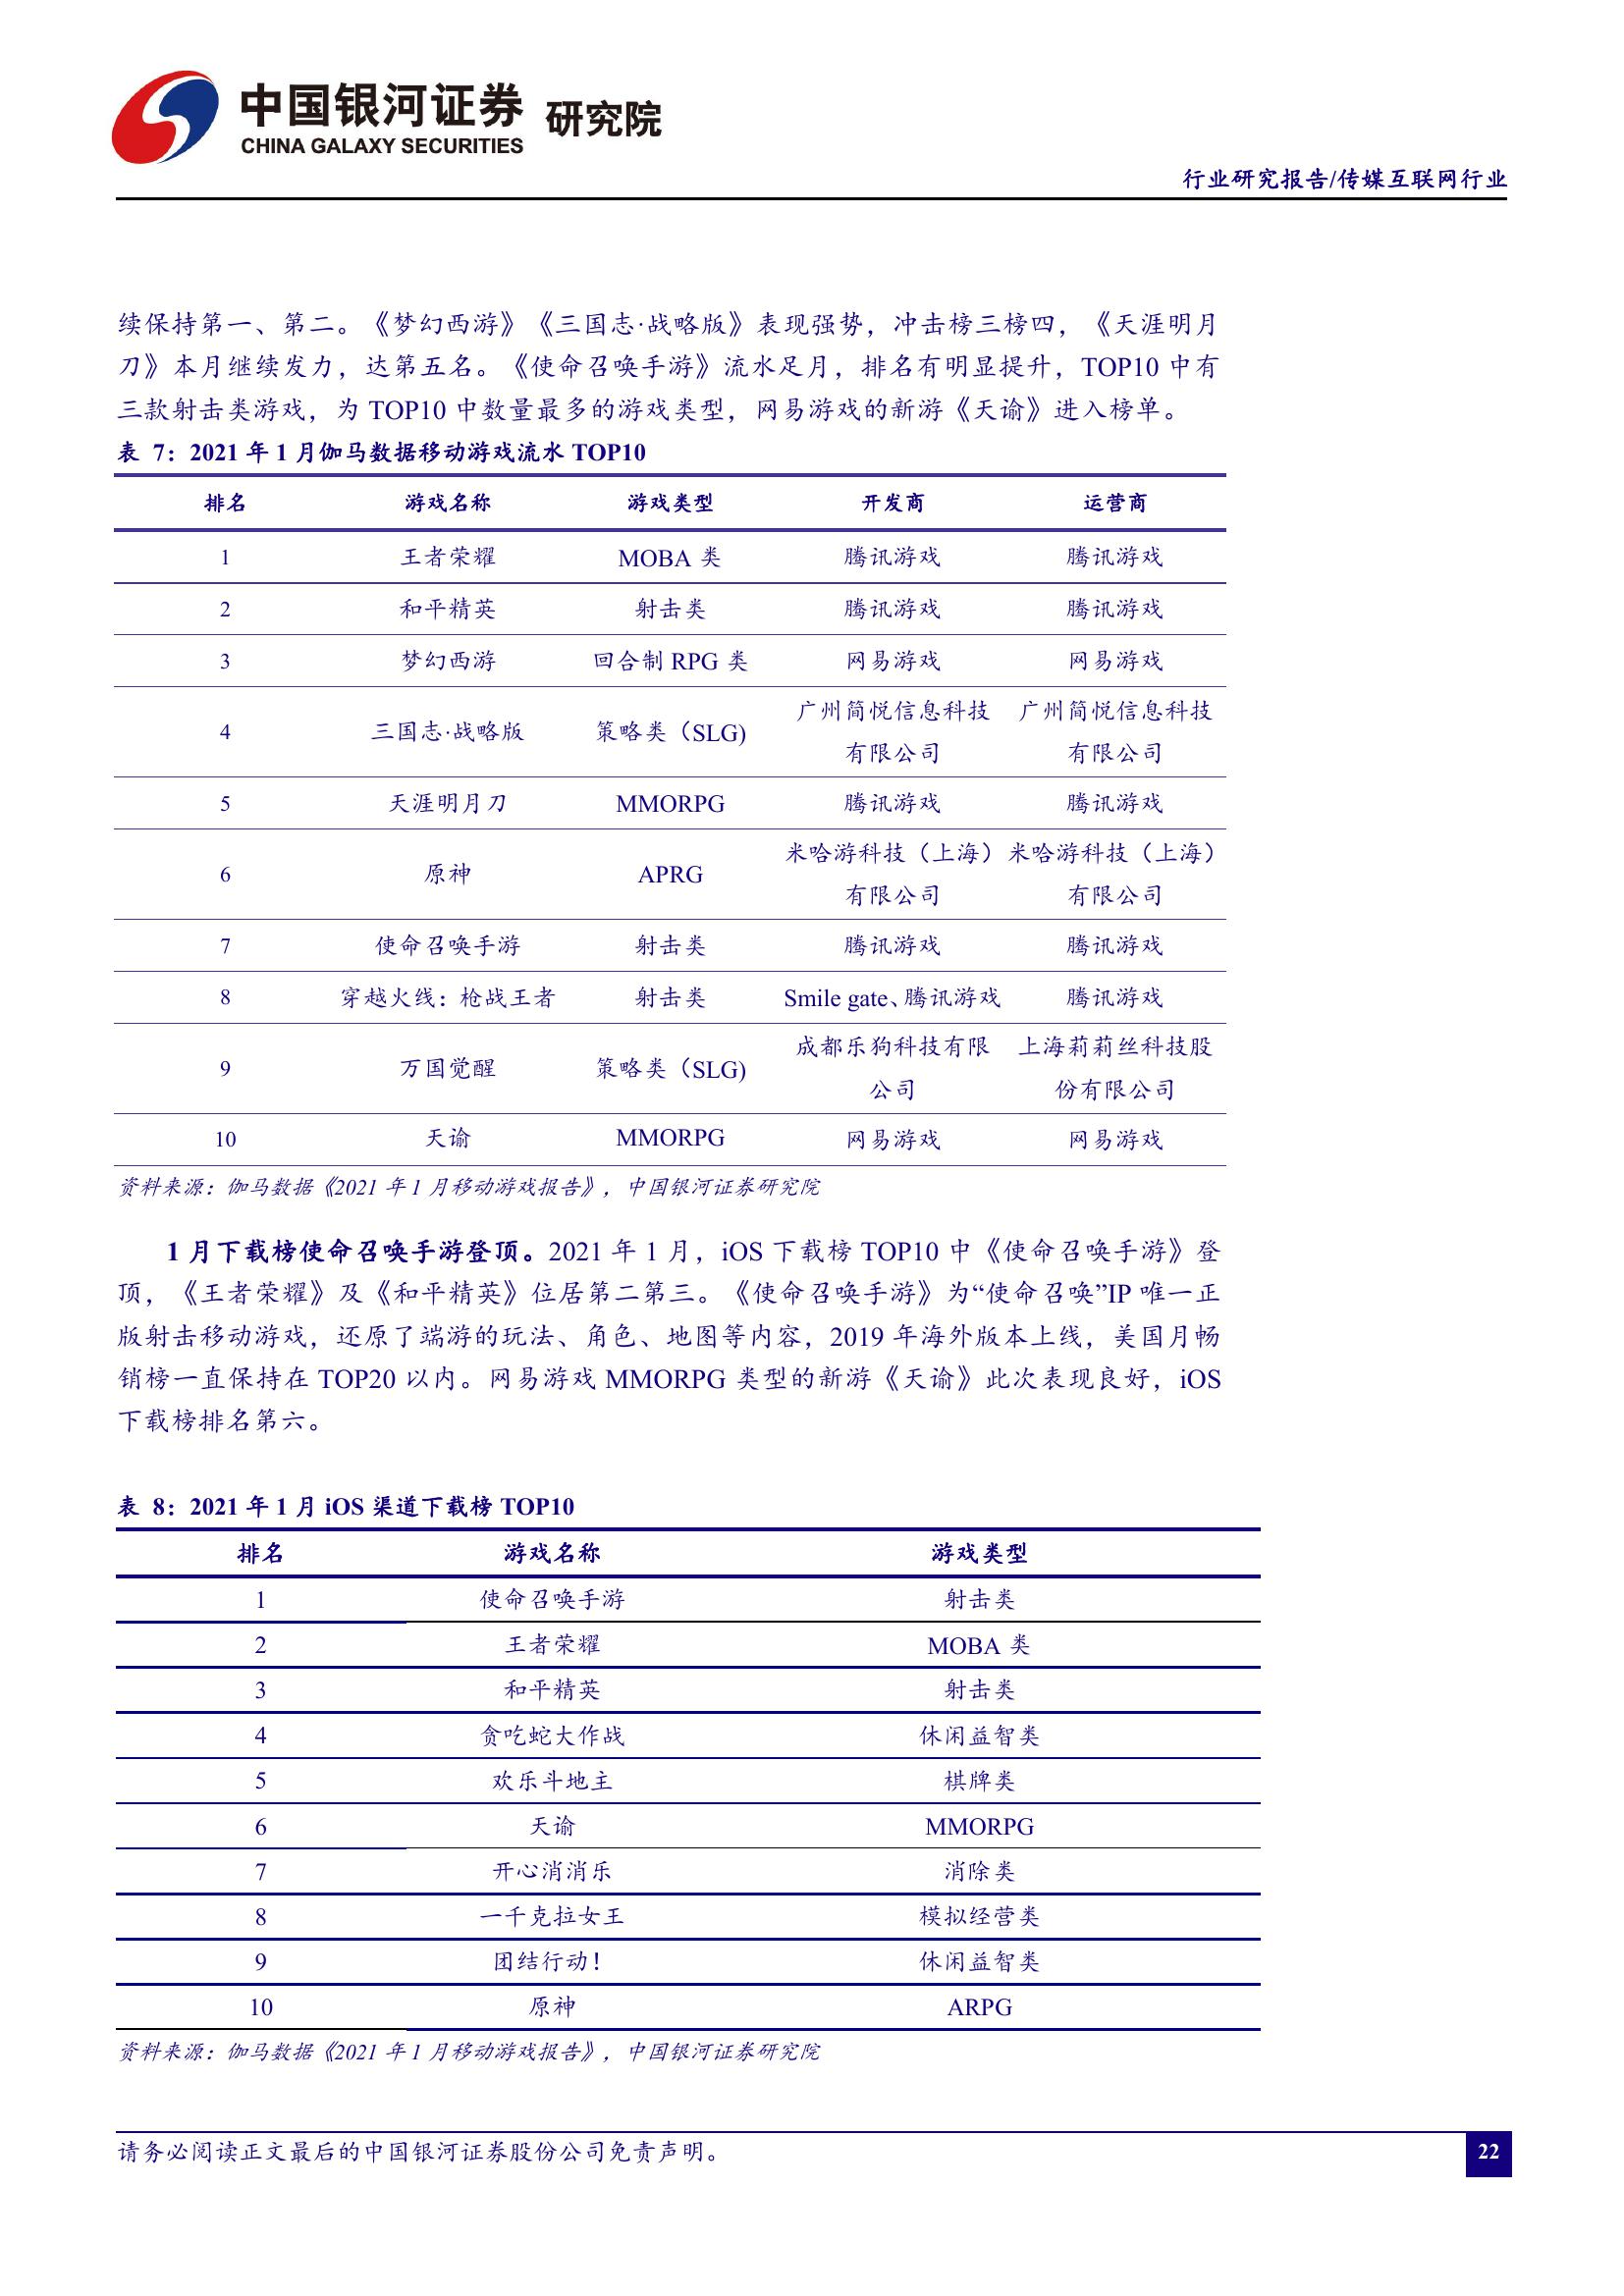 中国银河证券 研究院
CHINA GALAXY SECURITIES
行业研究报告/传媒互联网行业
续保持第一、第二。《梦幻西游》《三国志·战略版》表现强势，冲击榜三榜四，《天涯明月
刀》本月继续发力，达第五名。《使命召唤手游》流水足月，排名有明显提升，TOP10 中有
三款射击类游戏，为 TOP10 中数量最多的游戏类型，网易游戏的新游《天谕》进入榜单。
表 7：2021 年 1 月伽马数据移动游戏流水 TOP10
排名 游戏名称 游戏类型 开发商 运营商
1 王者荣耀 MOBA 类 腾讯游戏 腾讯游戏
2 和平精英 射击类 腾讯游戏 腾讯游戏
3 梦幻西游 回合制 RPG 类 网易游戏 网易游戏
广州简悦信息科技 广州简悦信息科技
4 三国志·战略版 策略类（SLG)
有限公司 有限公司
5 天涯明月刀 MMORPG 腾讯游戏 腾讯游戏
米哈游科技（上海） 米哈游科技（上海）
6 原神 APRG
有限公司 有限公司
7 使命召唤手游 射击类 腾讯游戏 腾讯游戏
8 穿越火线：枪战王者 射击类 Smile gate、腾讯游戏 腾讯游戏
成都乐狗科技有限 上海莉莉丝科技股
9 万国觉醒 策略类（SLG)
公司 份有限公司
10 天谕 MMORPG 网易游戏 网易游戏
资料来源：伽马数据《2021 年 1 月移动游戏报告》，中国银河证券研究院
1 月下载榜使命召唤手游登顶。2021 年 1 月，iOS 下载榜 TOP10 中《使命召唤手游》登
顶，《王者荣耀》及《和平精英》位居第二第三。《使命召唤手游》为“使命召唤”IP 唯一正
版射击移动游戏，还原了端游的玩法、角色、地图等内容，2019 年海外版本上线，美国月畅
销榜一直保持在 TOP20 以内。网易游戏 MMORPG 类型的新游《天谕》此次表现良好，iOS
下载榜排名第六。
表 8：2021 年 1 月 iOS 渠道下载榜 TOP10
排名 游戏名称 游戏类型
1 使命召唤手游 射击类
2 王者荣耀 MOBA 类
3 和平精英 射击类
4 贪吃蛇大作战 休闲益智类
5 欢乐斗地主 棋牌类
6 天谕 MMORPG
7 开心消消乐 消除类
8 一千克拉女王 模拟经营类
9 团结行动！ 休闲益智类
10 原神 ARPG
资料来源：伽马数据《2021 年 1 月移动游戏报告》，中国银河证券研究院
请务必阅读正文最后的中国银河证券股份公司免责声明。
22